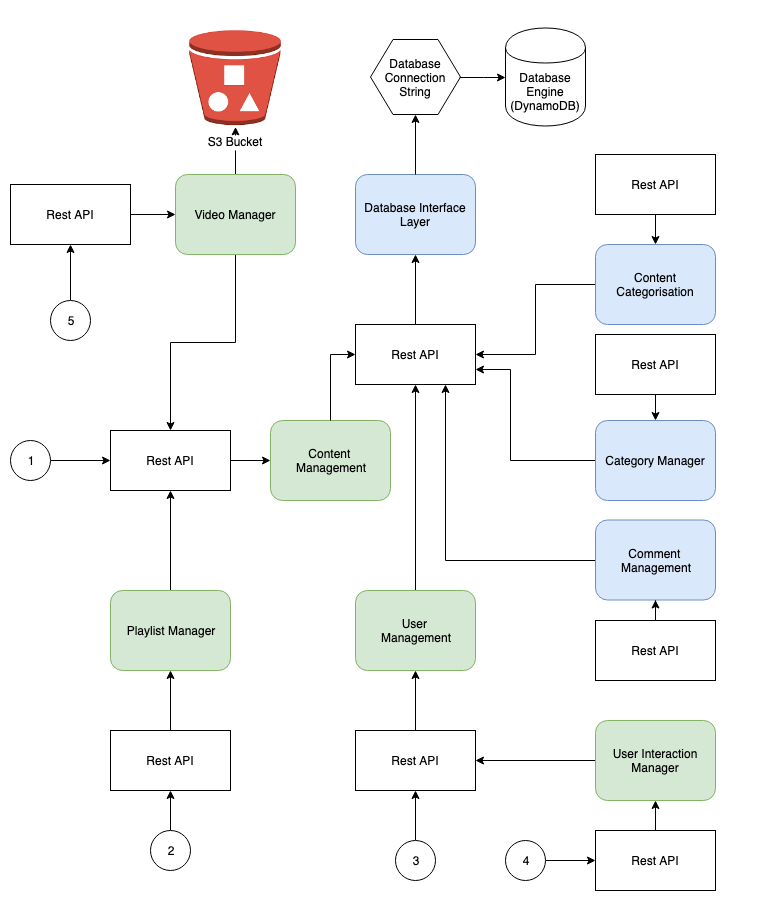 Database
Connection
String
Database
Engine
(DynamoDB)
S3 Bucket
Rest API
Rest API
Video Manager
Database Interface
Layer
Content
Categorisation
5
Rest API
Rest API
1
Rest API
Content
Management
Category Manager
Comment
Management
Playlist Manager
User
Management
Rest API
Rest API
Rest API
User Interaction
Manager
2
3
4
Rest API